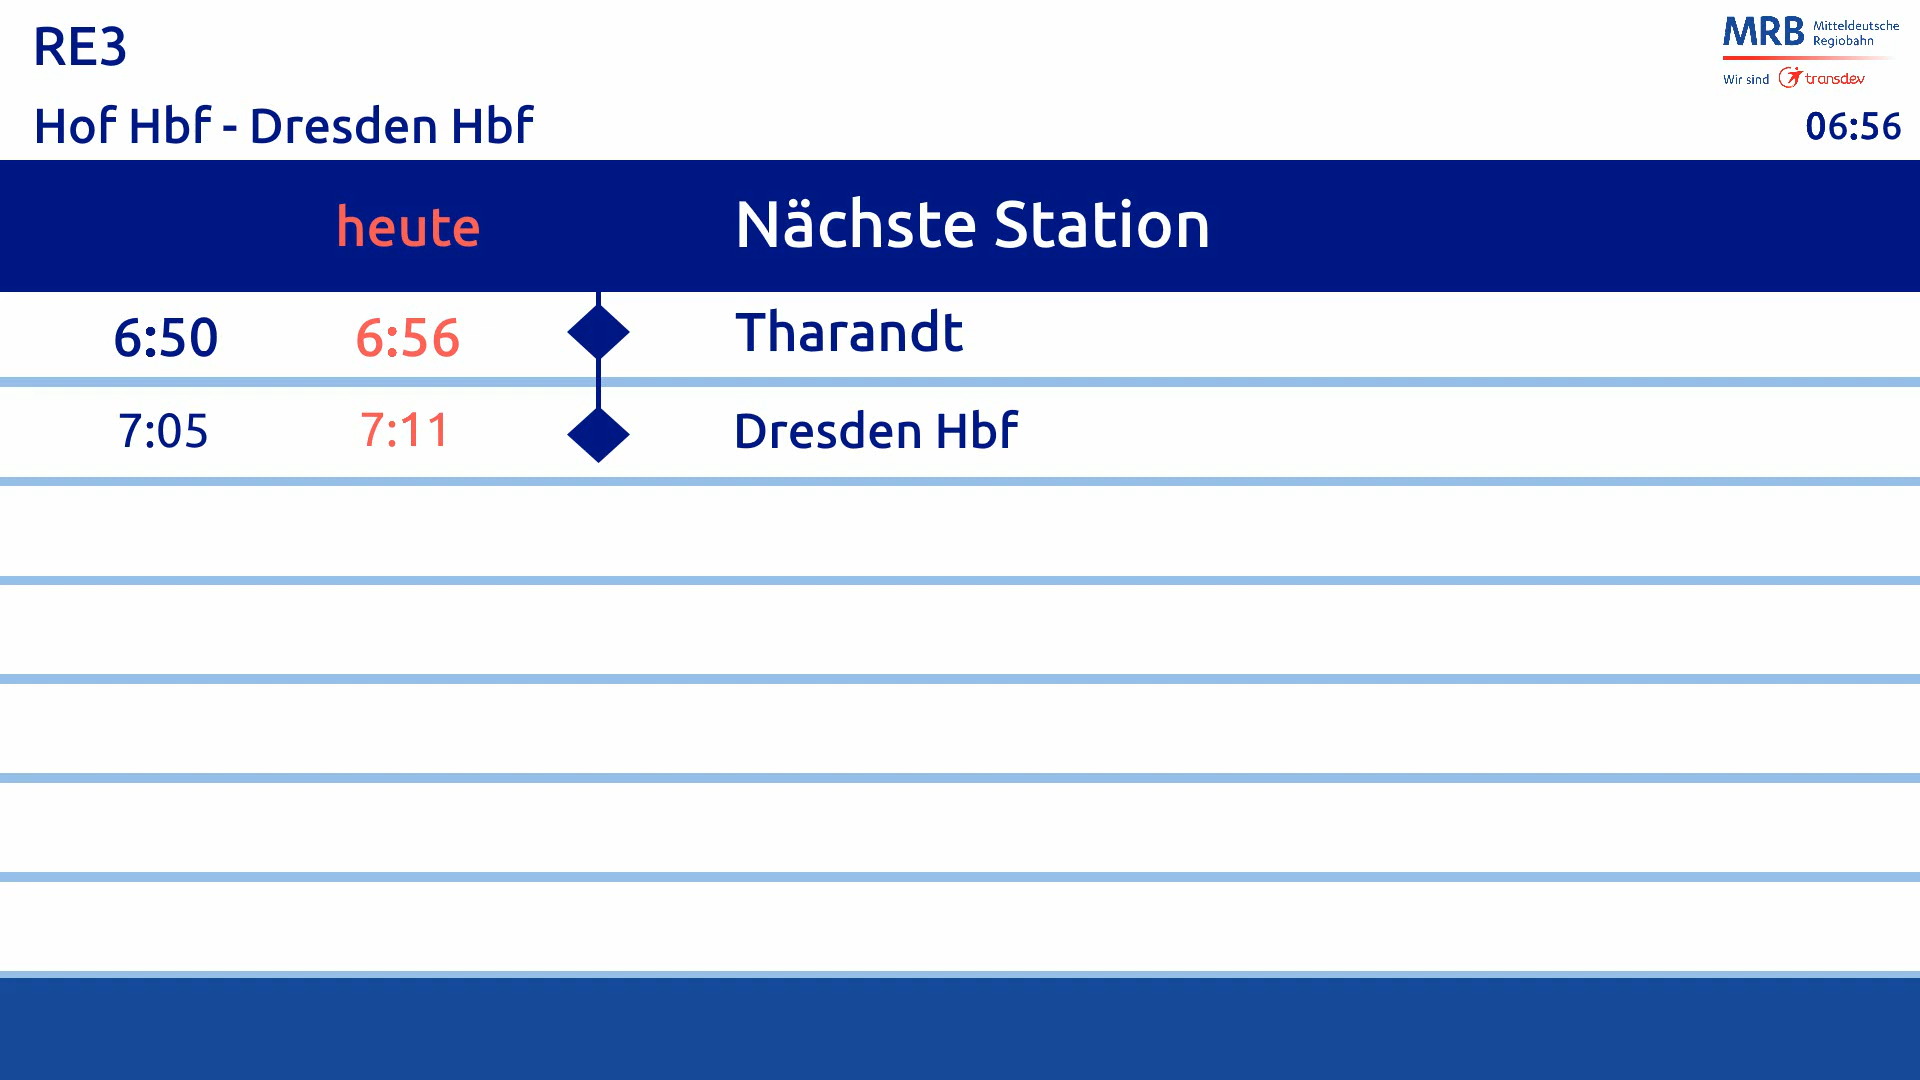 RE3
MRB Mitteldeutsche
Regiobahn
Wir sind transdev
Hof Hbf - Dresden Hbf
06:56
heute Nächste Station
6:50 6:56 Tharandt
7:05 7:11 Dresden Hbf